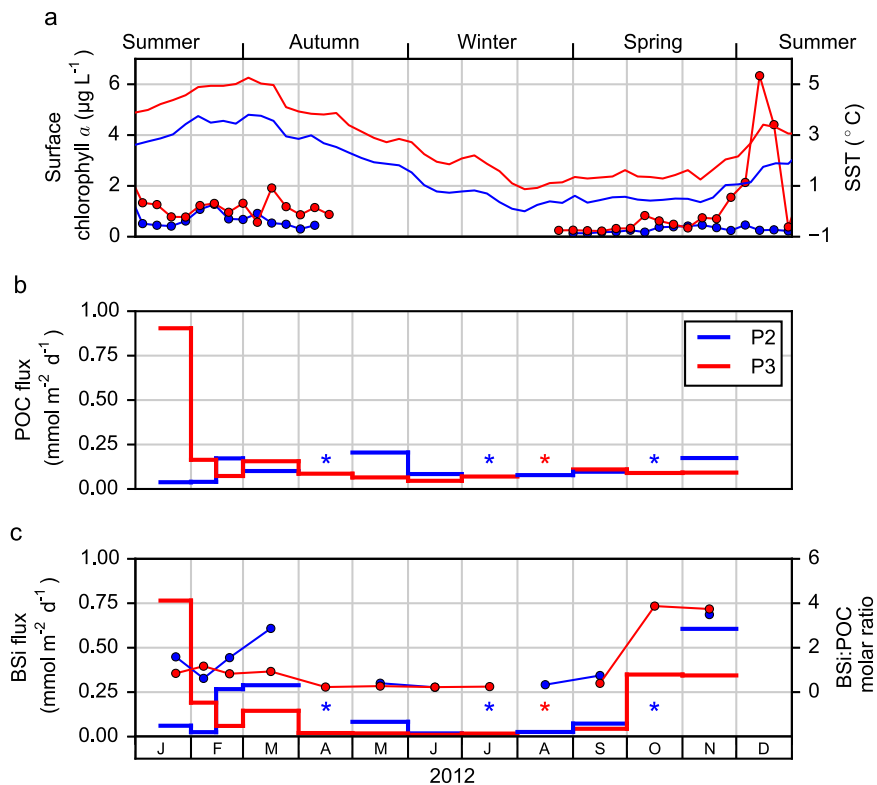 a
Summer Autumn Winter Spring Summer
Surface
chlorophyll a (µg L⁻¹)
6
4
2
0
5
3
1
−1
SST (°C)
b
POC flux
(mmol m⁻² d⁻¹)
1.00
0.75
0.50
0.25
0.00
P2
P3
* * * *
c
BSi flux
(mmol m⁻² d⁻¹)
1.00
0.75
0.50
0.25
0.00
6
4
2
0
BSi:POC
molar ratio
* * * *
J F M A M J J A S O N D
2012